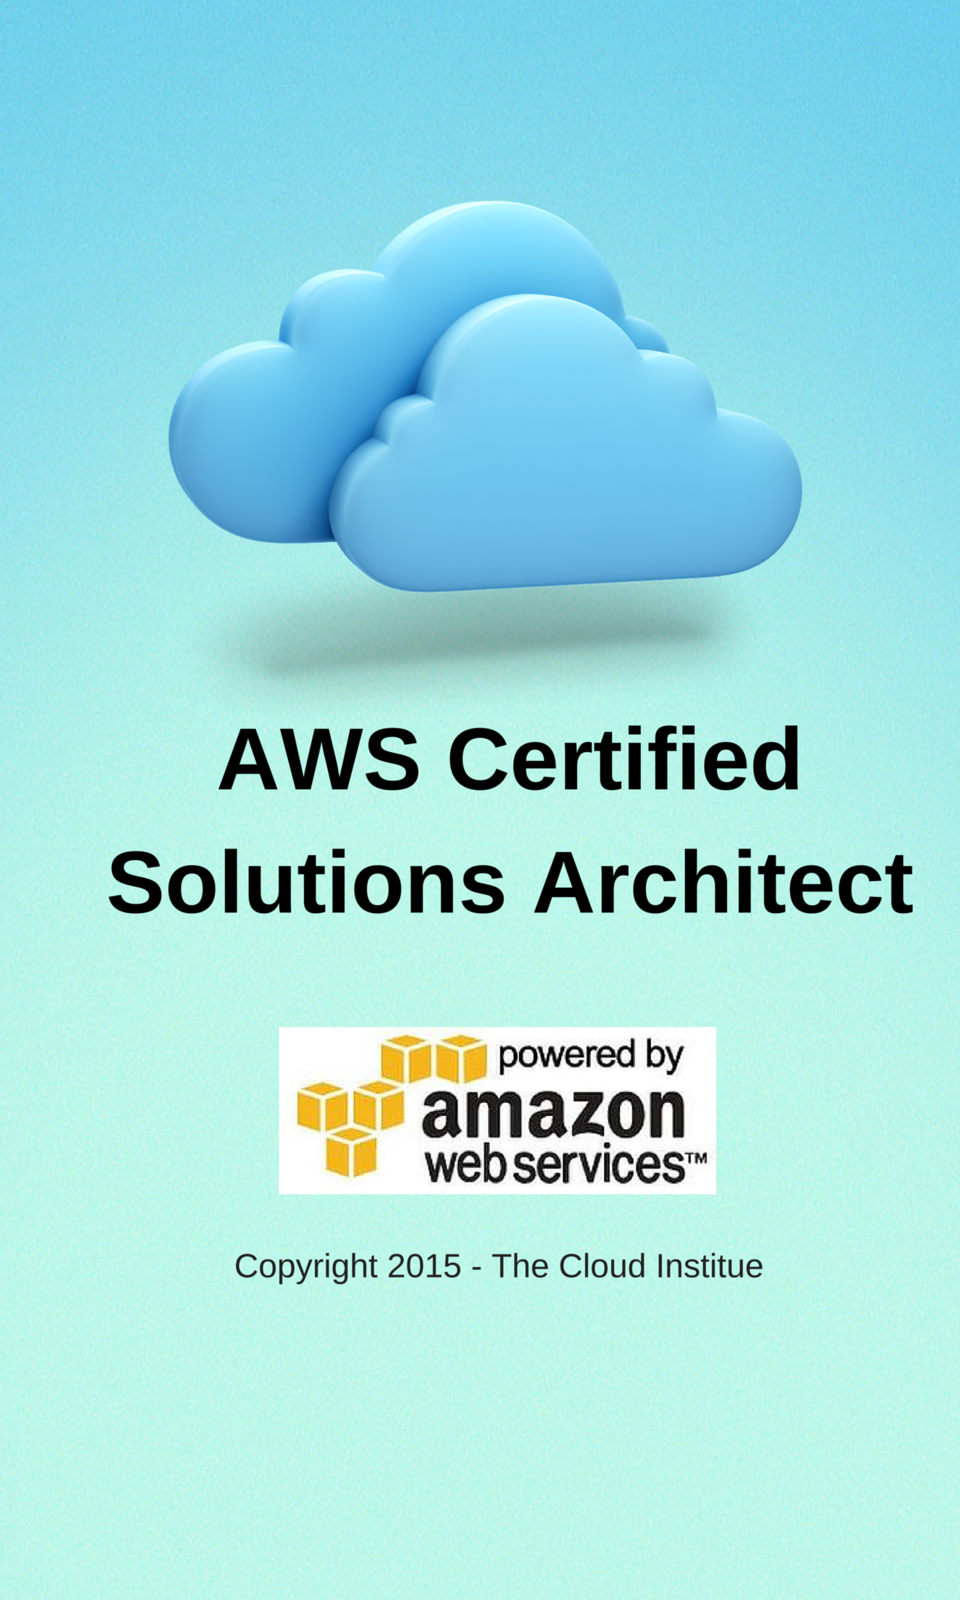 AWS Certified
Solutions Architect
powered by
amazon
web services™
Copyright 2015 - The Cloud Institue